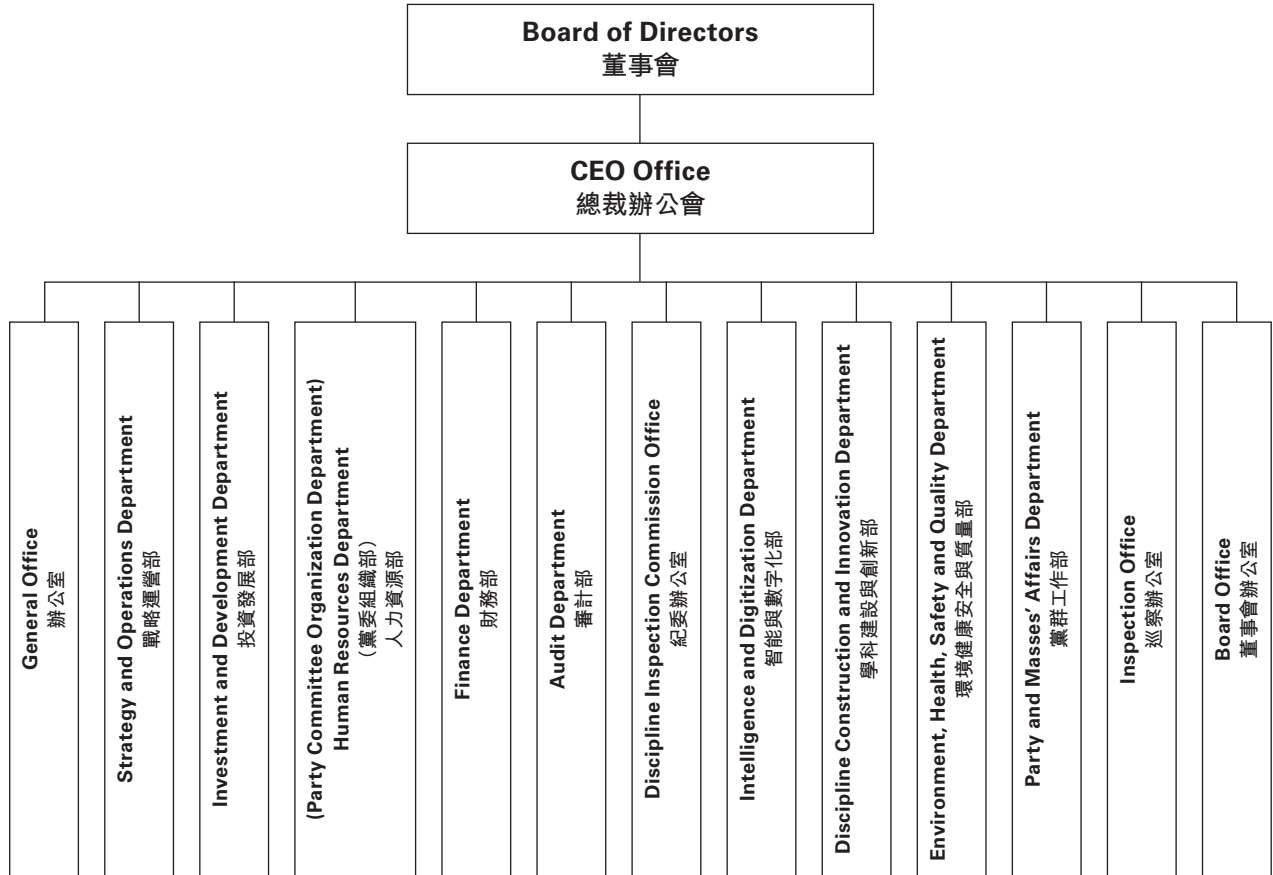 Board of Directors
董事會
CEO Office
總裁辦公會
General Office
辦公室
Strategy and Operations Department
戰略運營部
Investment and Development Department
投資發展部
(Party Committee Organization Department)
Human Resources Department
（黨委組織部）
人力資源部
Finance Department
財務部
Audit Department
審計部
Discipline Inspection Commission Office
紀委辦公室
Intelligence and Digitization Department
智能與數字化部
Discipline Construction and Innovation Department
學科建設與創新部
Environment, Health, Safety and Quality Department
環境健康安全與質量部
Party and Masses’ Affairs Department
黨群工作部
Inspection Office
巡察辦公室
Board Office
董事會辦公室